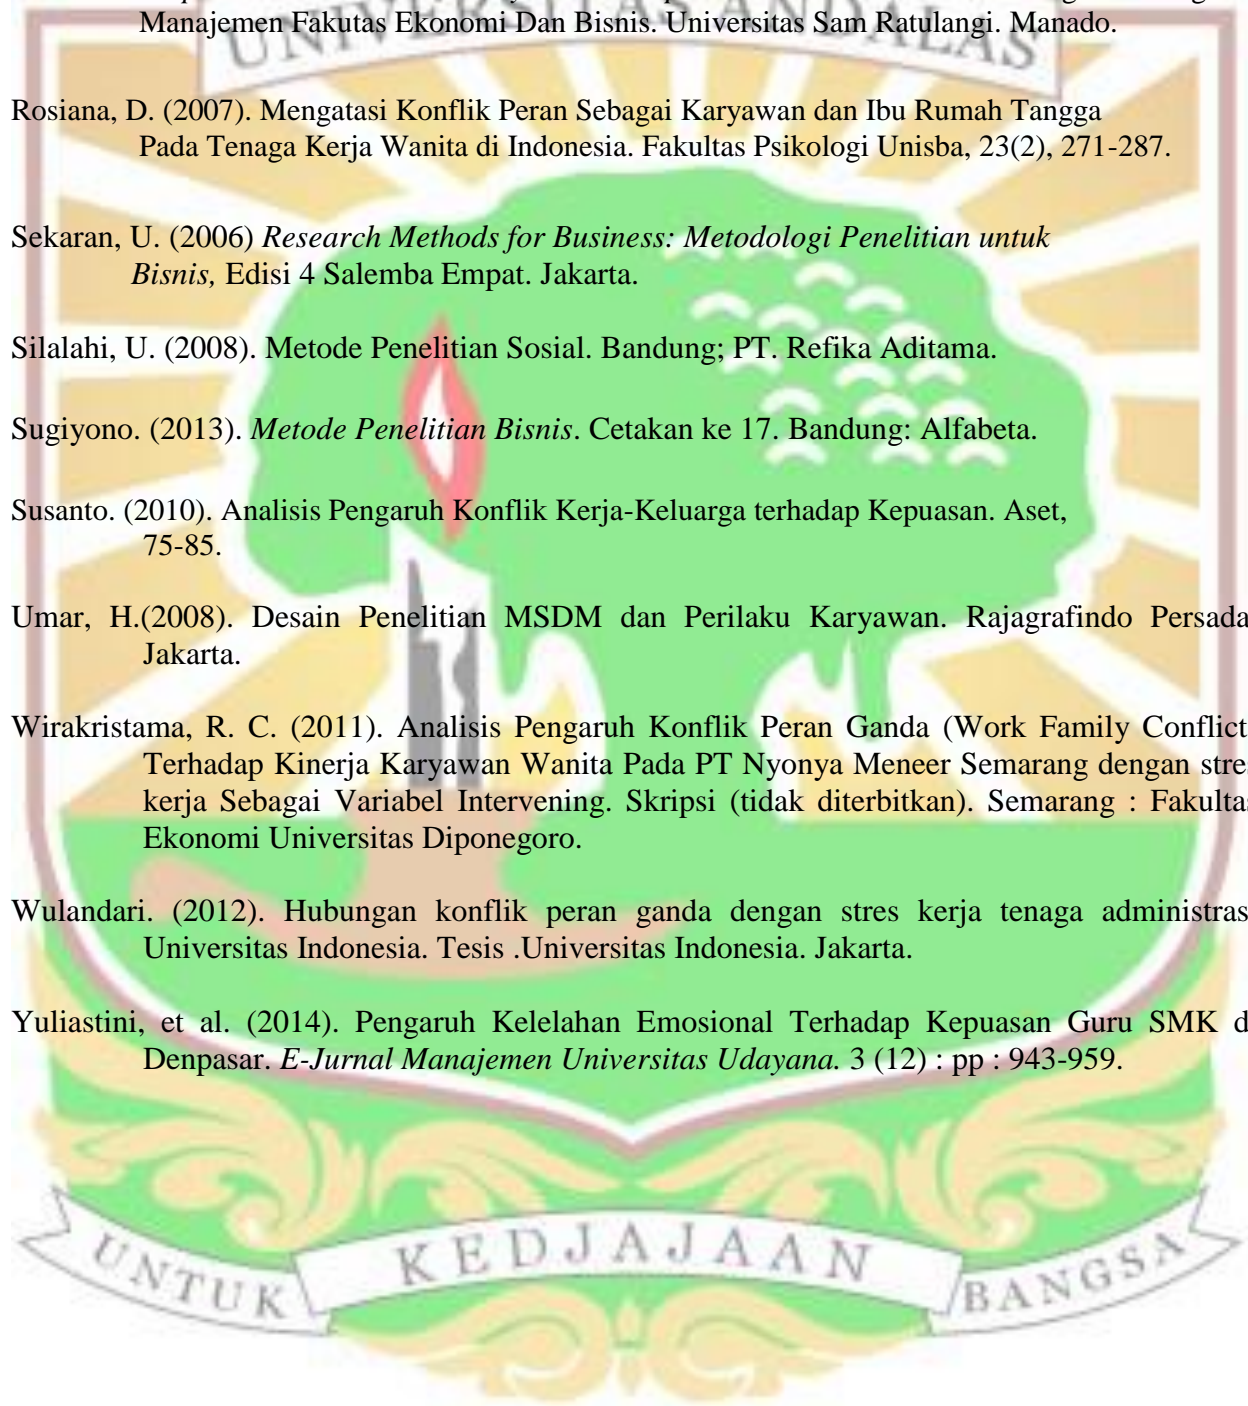 UNIVERSITAS ANDALAS
Manajemen Fakutas Ekonomi Dan Bisnis. Universitas Sam Ratulangi. Manado.
Rosiana, D. (2007). Mengatasi Konflik Peran Sebagai Karyawan dan Ibu Rumah Tangga
Pada Tenaga Kerja Wanita di Indonesia. Fakultas Psikologi Unisba, 23(2), 271-287.
Sekaran, U. (2006) Research Methods for Business: Metodologi Penelitian untuk
Bisnis, Edisi 4 Salemba Empat. Jakarta.
Silalahi, U. (2008). Metode Penelitian Sosial. Bandung; PT. Refika Aditama.
Sugiyono. (2013). Metode Penelitian Bisnis. Cetakan ke 17. Bandung: Alfabeta.
Susanto. (2010). Analisis Pengaruh Konflik Kerja-Keluarga terhadap Kepuasan. Aset,
75-85.
Umar, H.(2008). Desain Penelitian MSDM dan Perilaku Karyawan. Rajagrafindo Persada
Jakarta.
Wirakristama, R. C. (2011). Analisis Pengaruh Konflik Peran Ganda (Work Family Conflict
Terhadap Kinerja Karyawan Wanita Pada PT Nyonya Meneer Semarang dengan stres
kerja Sebagai Variabel Intervening. Skripsi (tidak diterbitkan). Semarang : Fakultas
Ekonomi Universitas Diponegoro.
Wulandari. (2012). Hubungan konflik peran ganda dengan stres kerja tenaga administras
Universitas Indonesia. Tesis .Universitas Indonesia. Jakarta.
Yuliastini, et al. (2014). Pengaruh Kelelahan Emosional Terhadap Kepuasan Guru SMK d
Denpasar. E-Jurnal Manajemen Universitas Udayana. 3 (12) : pp : 943-959.
UNTUK KEDJAJAAN BANGSA